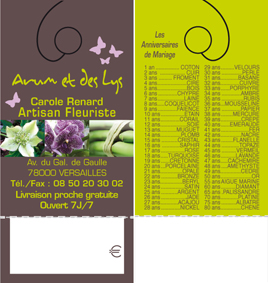 Arum et des Lys
Carole Renard
Artisan Fleuriste
Av. du Gal. de Gaulle
78000 VERSAILLES
Tél./Fax : 08 50 20 30 02
Livraison proche gratuite
Ouvert 7J/7
€
Les
Anniversaires
de Mariage
1 an COTON
2 ans CUIR
3 ans FROMENT
4 ans CIRE
5 ans BOIS
6 ans CHYPRE
7 ans LAINE
8 ans COQUELICOT
9 ans FAÏENCE
10 ans ETAIN
11 ans CORAIL
12 ans SOIE
13 ans MUGUET
14 ans PLOMB
15 ans CRISTAL
16 ans SAPHIR
17 ans ROSE
18 ans TURQUOISE
19 ans CRETONNE
20 ans PORCELAINE
21 ans OPALE
22 ans BRONZE
23 ans BERYL
24 ans SATIN
25 ans ARGENT
26 ans JADE
27 ans ACAJOU
28 ans NICKEL
29 ans VELOURS
30 ans PERLE
31 ans BASANE
32 ans CUIVRE
33 ans PORPHYRE
34 ans AMBRE
35 ans RUBIS
36 ans MOUSSELINE
37 ans PAPIER
38 ans MERCURE
39 ans CREPE
40 ans EMERAUDE
41 ans FER
42 ans NACRE
43 ans FLANELLE
44 ans TOPAZE
45 ans VERMEIL
46 ans LAVANDE
47 ans CACHEMIRE
48 ans AMETHYSTE
49 ans CEDRE
50 ans OR
55 ans AIGUE MARINE
60 ans DIAMANT
65 ans PALISSANDRE
70 ans PLATINE
75 ans ALBATRE
80 ans CHENE